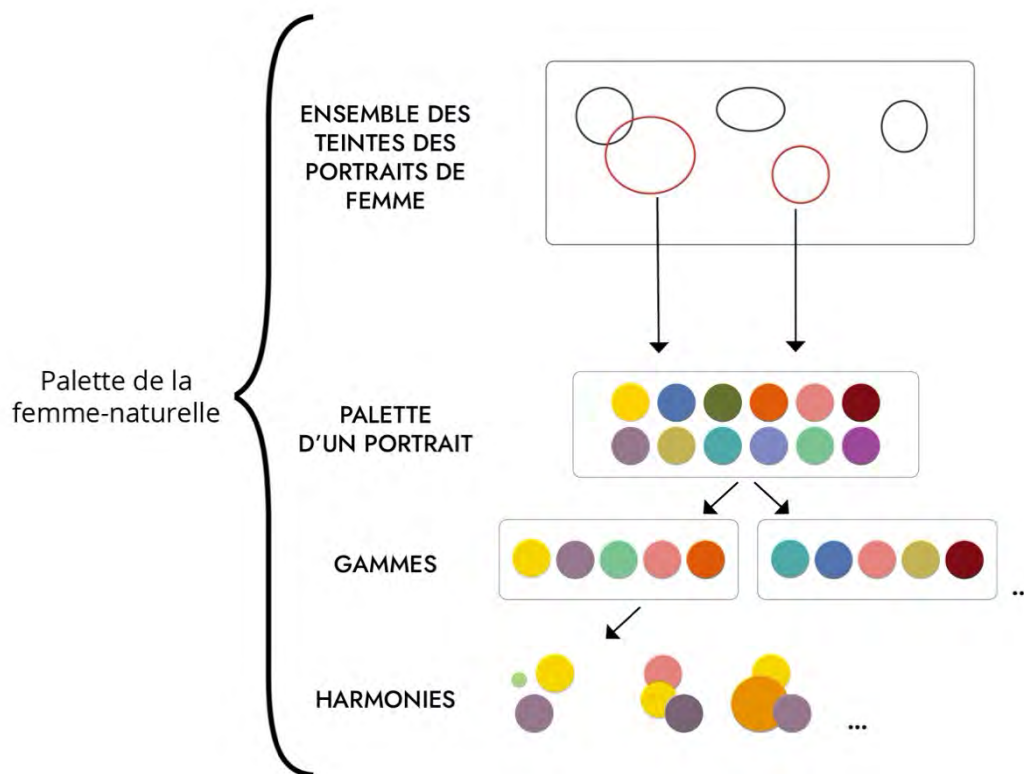 ENSEMBLE DES
TEINTES DES
PORTRAITS DE
FEMME
Palette de la
femme-naturelle
PALETTE
D'UN PORTRAIT
GAMMES
..
HARMONIES
...